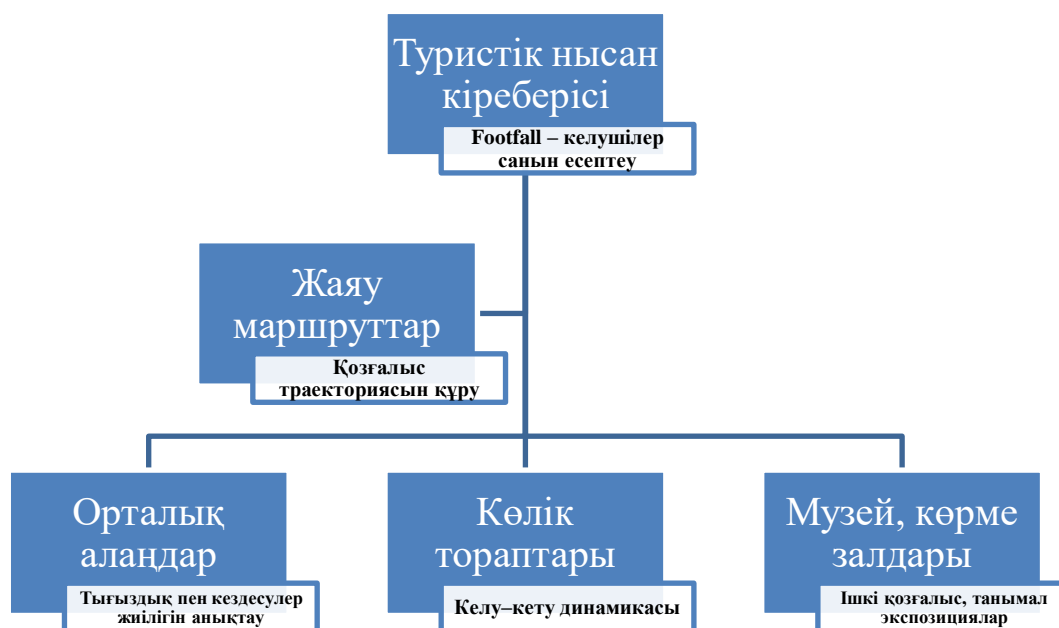 Туристік нысан
кіреберісі
Footfall – келушілер
санын есептеу
Жаяу
маршруттар
Қозғалыс
траекториясын құру
Орталық
алаңдар
Тығыздық пен кездесулер
жиілігін анықтау
Көлік
тораптары
Келу–кету динамикасы
Музей, көрме
залдары
Ішкі қозғалыс, танымал
экспозициялар